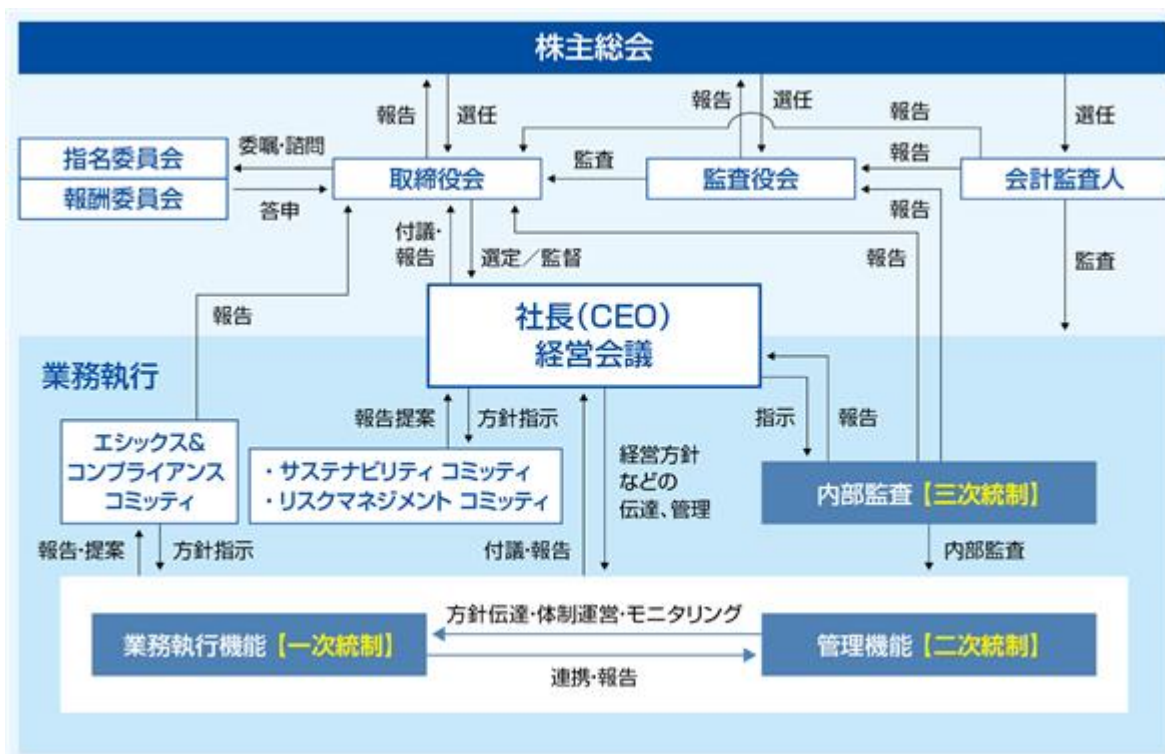 株主総会
報告
選任
報告
選任
報告
選任
委嘱・諮問
指名委員会
報酬委員会
答申
取締役会
監査
監査役会
報告
会計監査人
報告
付議・
報告
選定／監督
報告
監査
報告
社長（CEO）
経営会議
業務執行
報告提案
方針指示
指示
報告
エシックス&
コンプライアンス
コミッティ
・サステナビリティ コミッティ
・リスクマネジメント コミッティ
経営方針
などの
伝達、管理
内部監査【三次統制】
報告・提案
方針指示
付議・報告
内部監査
方針伝達・体制運営・モニタリング
業務執行機能【一次統制】
管理機能【二次統制】
連携・報告